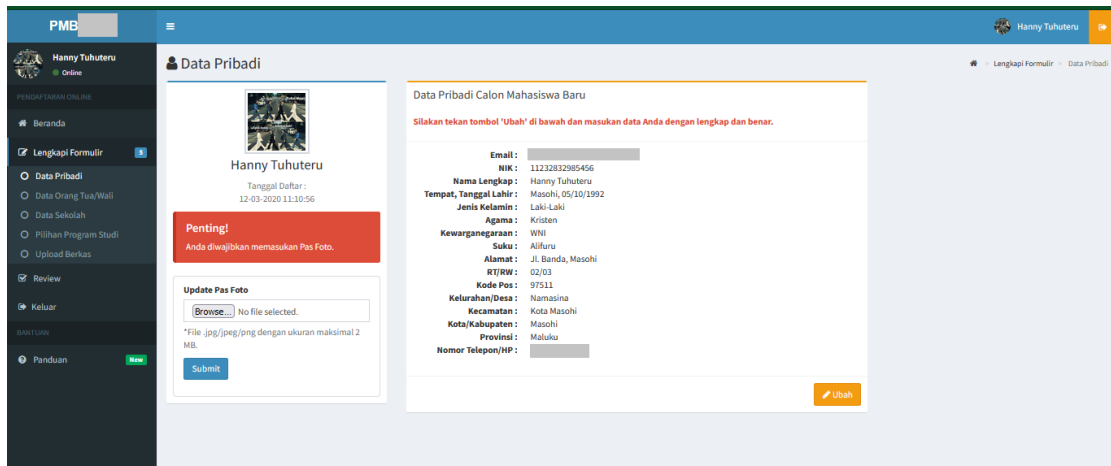 PMB
Hanny Tuhuteru
Hanny Tuhuteru
Online
PENDAFTARAN ONLINE
Beranda
Lengkapi Formulir 5
Data Pribadi
Data Orang Tua/Wali
Data Sekolah
Pilihan Program Studi
Upload Berkas
Review
Keluar
BANTUAN
Panduan New
Data Pribadi
Lengkapi Formulir > Data Pribadi
Hanny Tuhuteru
Tanggal Daftar :
12-03-2020 11:10:56
Penting!
Anda diwajibkan memasukan Pas Foto.
Update Pas Foto
Browse... No file selected.
*File .jpg/jpeg/png dengan ukuran maksimal 2
MB.
Submit
Data Pribadi Calon Mahasiswa Baru
Silakan tekan tombol 'Ubah' di bawah dan masukan data Anda dengan lengkap dan benar.
Email :
NIK : 11232832985456
Nama Lengkap : Hanny Tuhuteru
Tempat, Tanggal Lahir : Masohi, 05/10/1992
Jenis Kelamin : Laki-Laki
Agama : Kristen
Kewarganegaraan : WNI
Suku : Alifuru
Alamat : Jl. Banda, Masohi
RT/RW : 02/03
Kode Pos : 97511
Kelurahan/Desa : Namasina
Kecamatan : Kota Masohi
Kota/Kabupaten : Masohi
Provinsi : Maluku
Nomor Telepon/HP :
Ubah